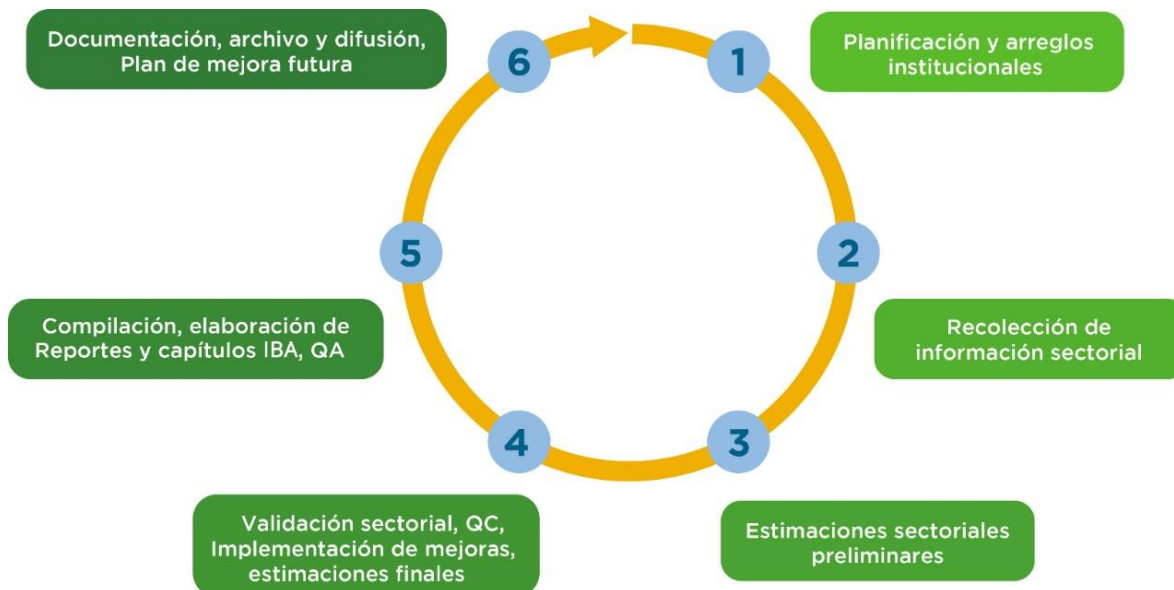 1
Planificación y arreglos
institucionales
2
Recolección de
información sectorial
3
Estimaciones sectoriales
preliminares
4
Validación sectorial, QC,
Implementación de mejoras,
estimaciones finales
5
Compilación, elaboración de
Reportes y capítulos IBA, QA
6
Documentación, archivo y difusión,
Plan de mejora futura